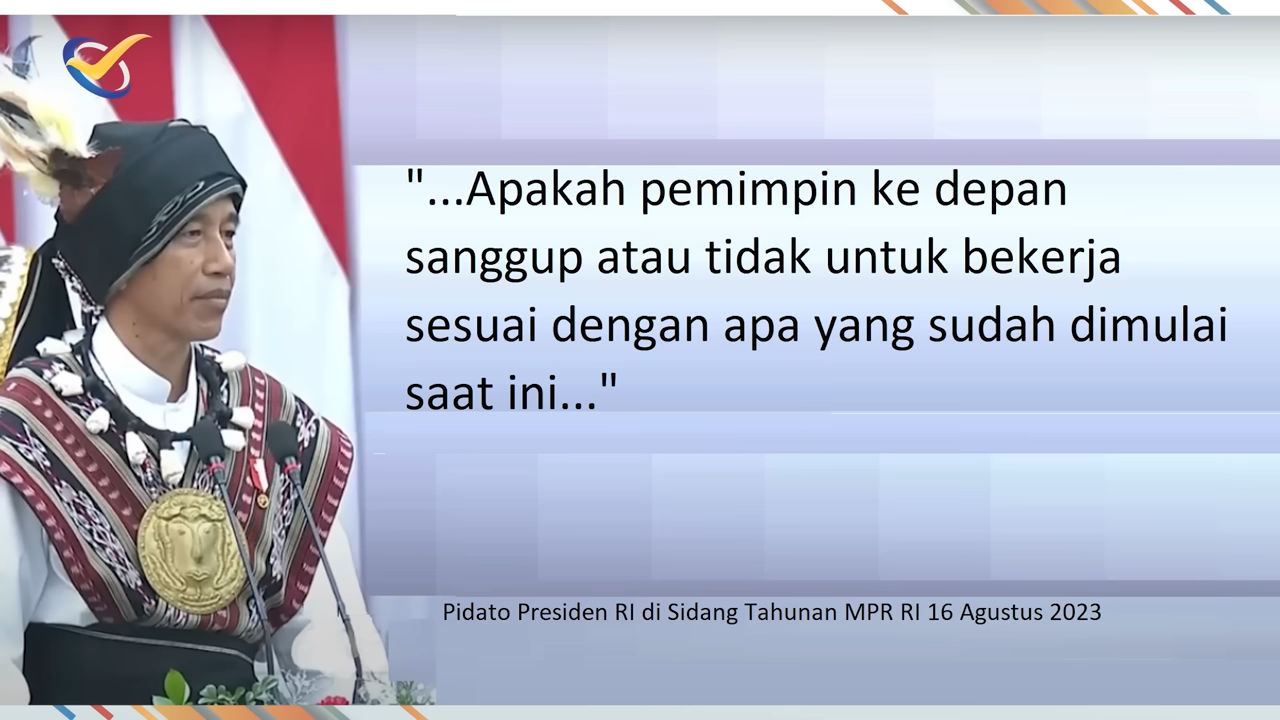 "...Apakah pemimpin ke depan
sanggup atau tidak untuk bekerja
sesuai dengan apa yang sudah dimulai
saat ini..."
Pidato Presiden RI di Sidang Tahunan MPR RI 16 Agustus 2023